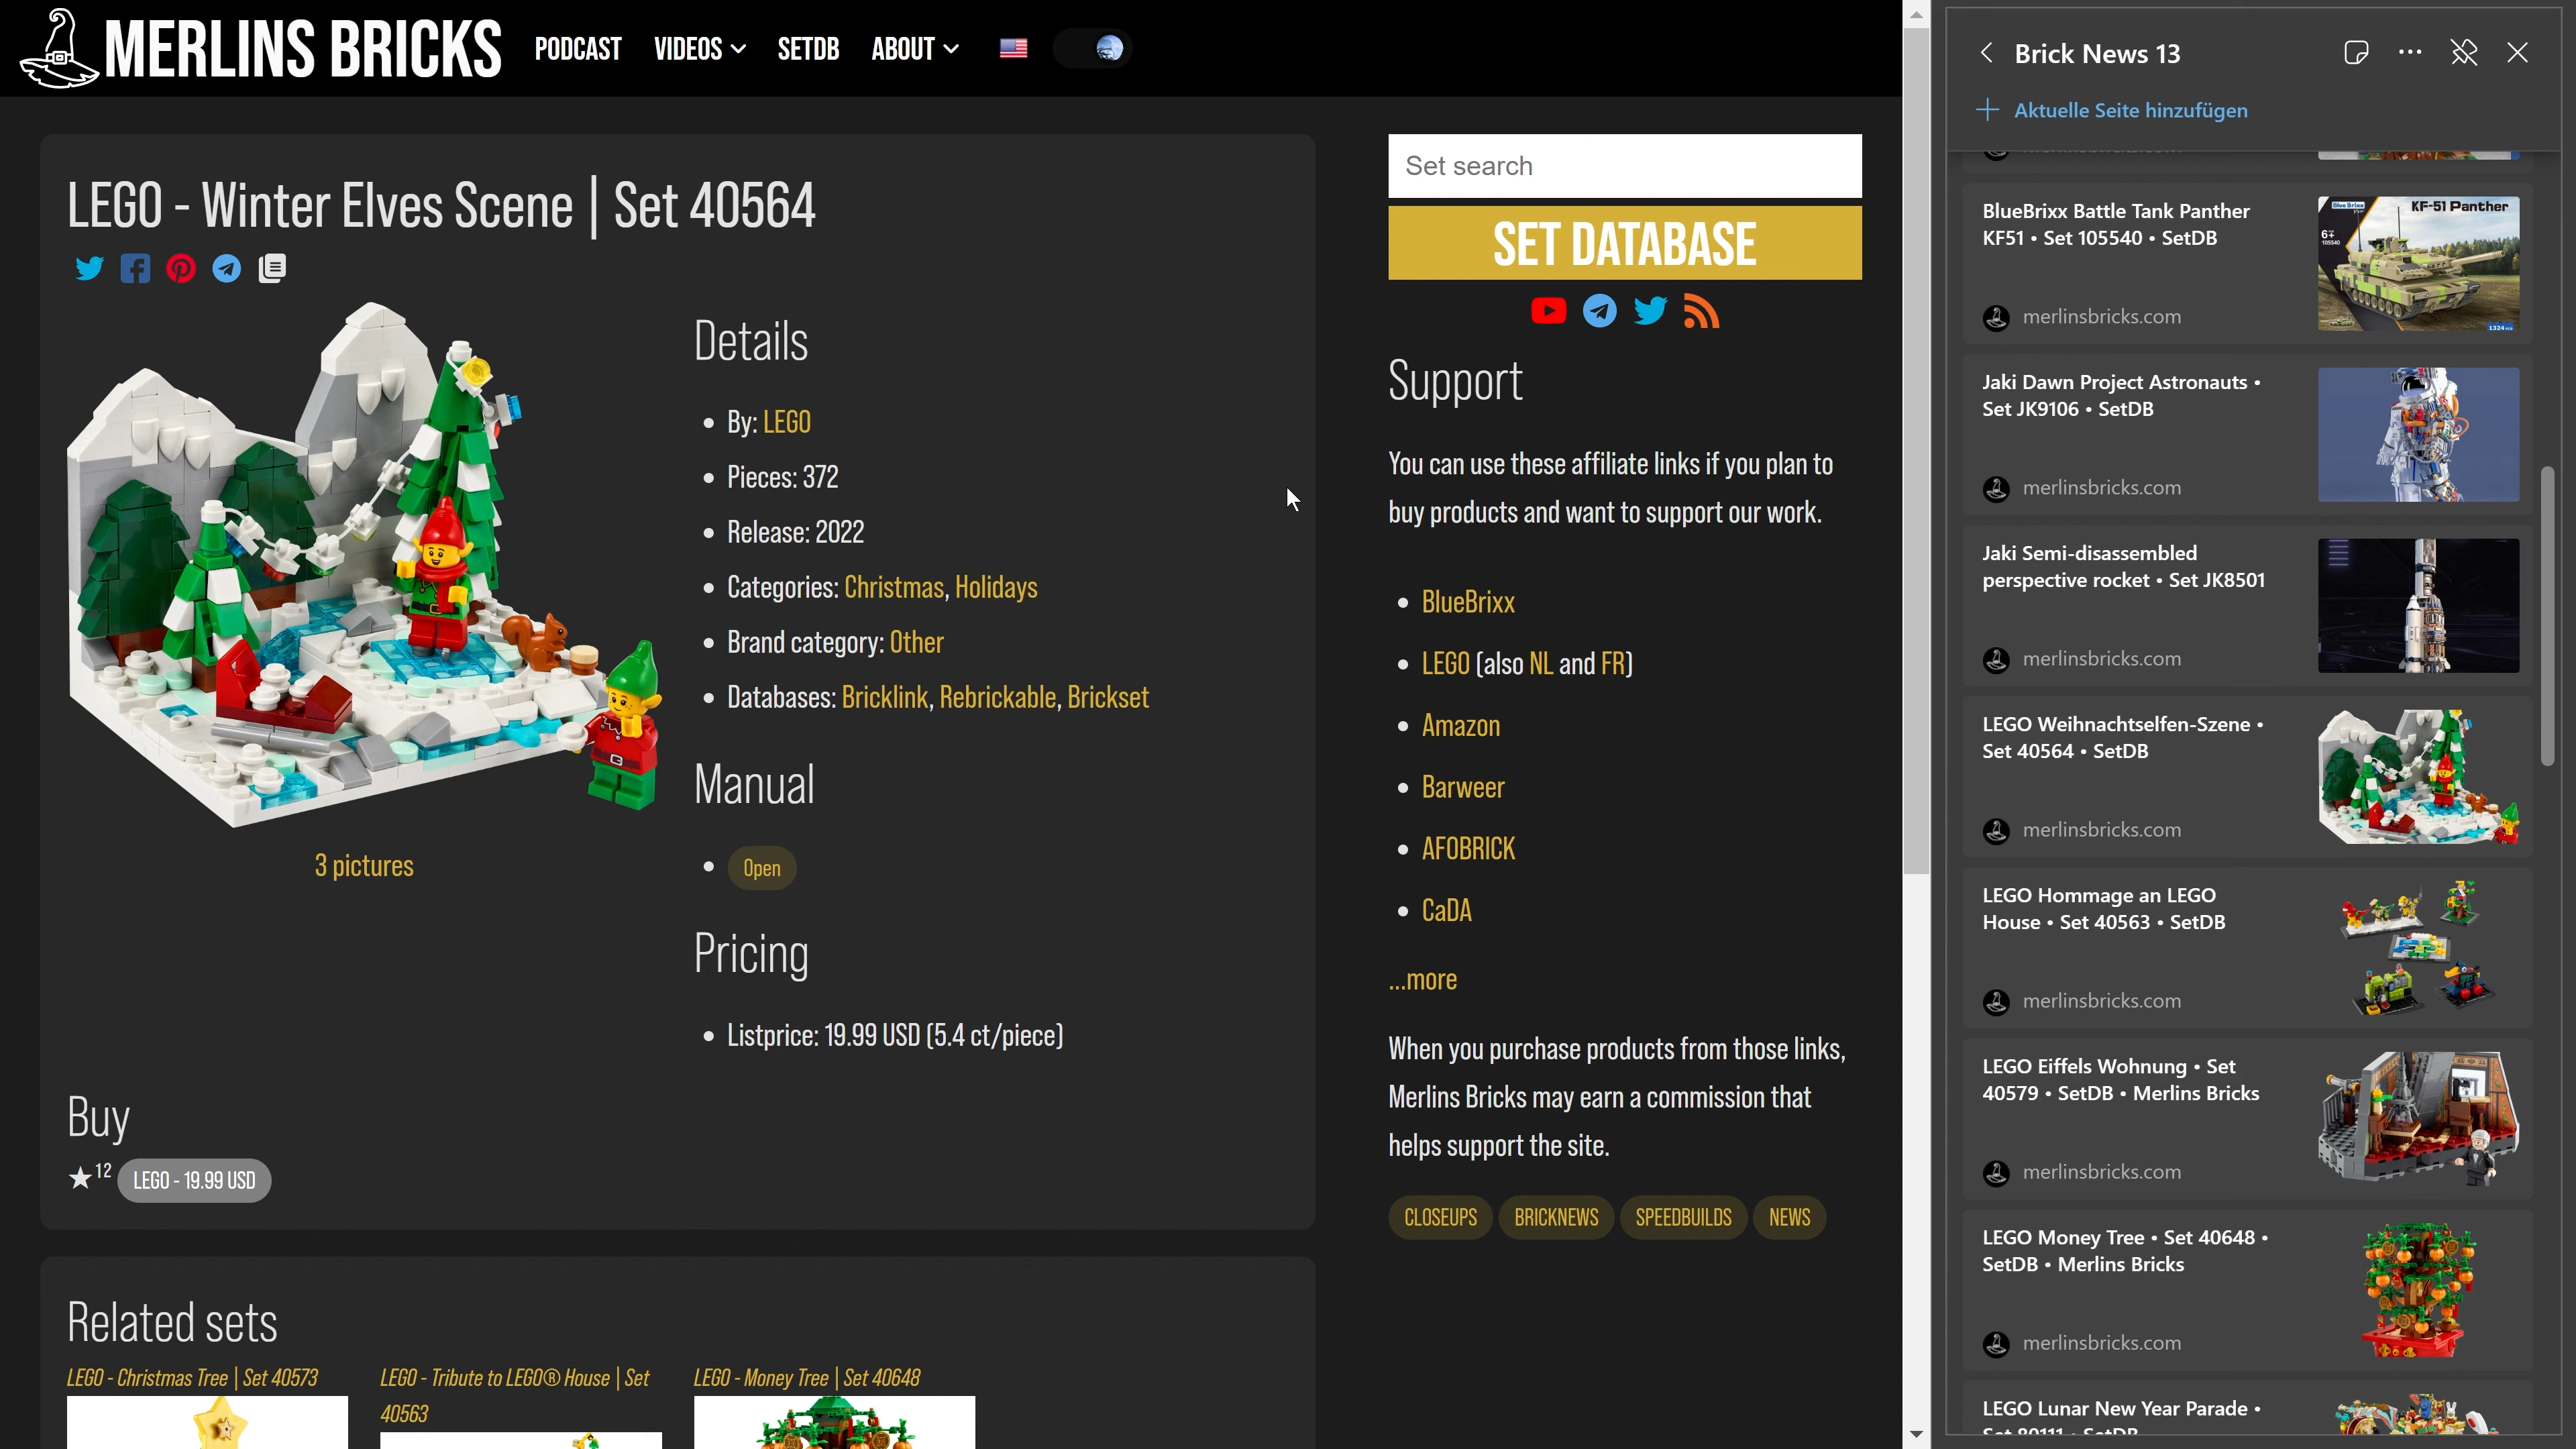 MERLINS BRICKS
PODCAST
VIDEOS
SETDB
ABOUT
LEGO - Winter Elves Scene | Set 40564
3 pictures
Details
By: LEGO
Pieces: 372
Release: 2022
Categories: Christmas, Holidays
Brand category: Other
Databases: Bricklink, Rebrickable, Brickset
Manual
Open
Pricing
Listprice: 19.99 USD (5.4 ct/piece)
Buy
★12 LEGO - 19.99 USD
Related sets
LEGO - Christmas Tree | Set 40573
LEGO - Tribute to LEGO® House | Set
40563
LEGO - Money Tree | Set 40648
Set search
SET DATABASE
Support
You can use these affiliate links if you plan to
buy products and want to support our work.
BlueBrixx
LEGO (also NL and FR)
Amazon
Barweer
AFOBRICK
CaDA
...more
When you purchase products from those links,
Merlins Bricks may earn a commission that
helps support the site.
CLOSEUPS
BRICKNEWS
SPEEDBUILDS
NEWS
Brick News 13
Aktuelle Seite hinzufügen
BlueBrixx Battle Tank Panther
KF51 • Set 105540 • SetDB
merlinsbricks.com
Blue Brixx
KF-51 Panther
6+
105540
1324
Jaki Dawn Project Astronauts •
Set JK9106 • SetDB
merlinsbricks.com
Jaki Semi-disassembled
perspective rocket • Set JK8501
merlinsbricks.com
LEGO Weihnachtselfen-Szene •
Set 40564 • SetDB
merlinsbricks.com
LEGO Hommage an LEGO
House • Set 40563 • SetDB
merlinsbricks.com
LEGO Eiffels Wohnung • Set
40579 • SetDB • Merlins Bricks
merlinsbricks.com
LEGO Money Tree • Set 40648 •
SetDB • Merlins Bricks
merlinsbricks.com
LEGO Lunar New Year Parade •
Set 80111 • SetDB